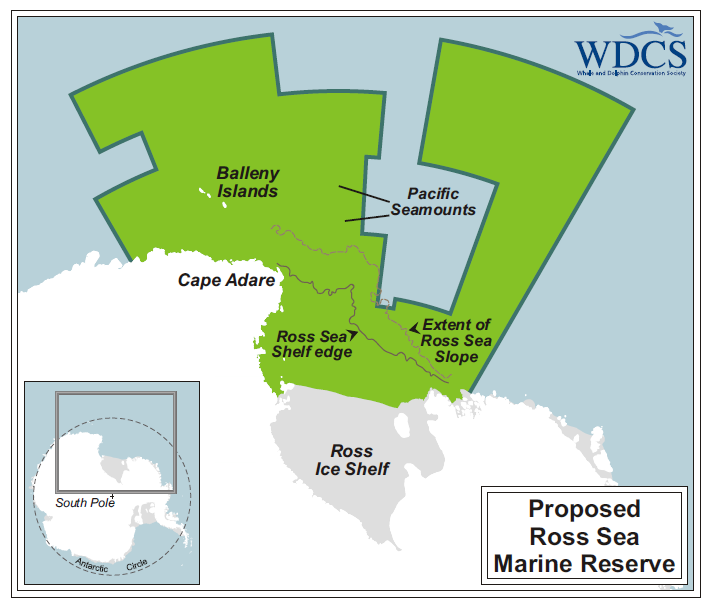 WDCS
Whale and Dolphin Conservation Society
Balleny
Islands
Pacific
Seamounts
Cape Adare
Ross Sea
Shelf edge
Extent of
Ross Sea
Slope
Ross
Ice Shelf
South Pole
Antarctic Circle
Proposed
Ross Sea
Marine Reserve